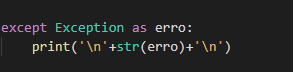 except Exception as erro:
    print('\n'+str(erro)+'\n')